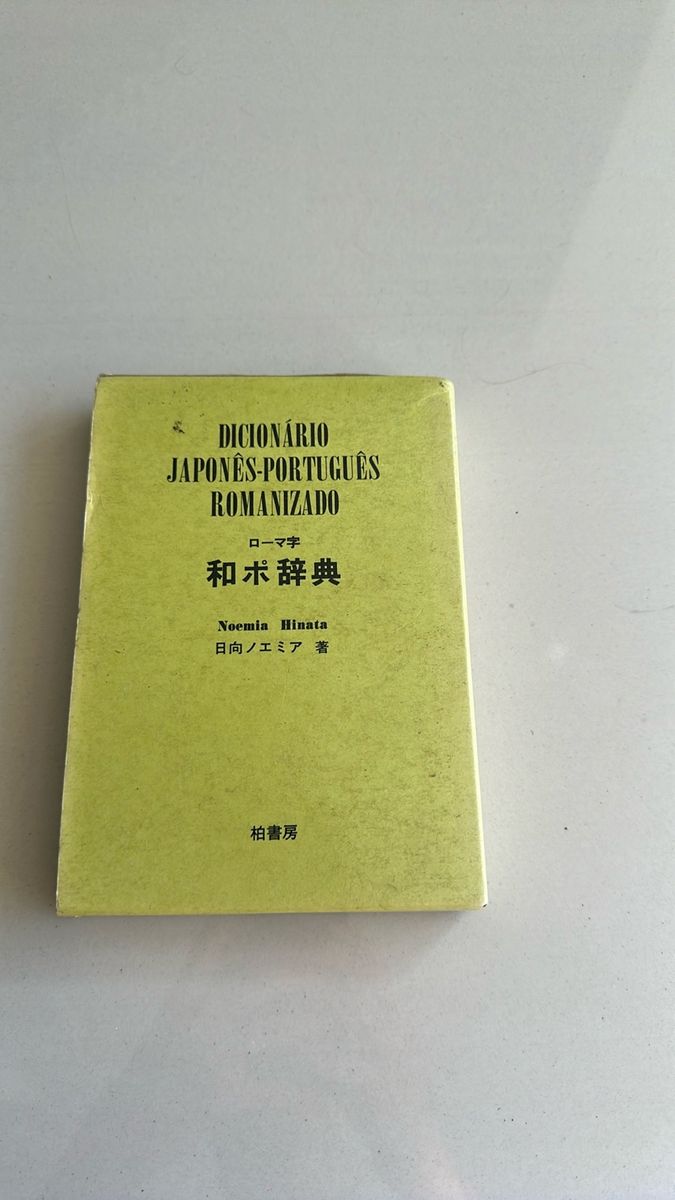 DICIONÁRIO
JAPONÊS-PORTUGUÊS
ROMANIZADO
ローマ字
和ポ辞典
Noemia Hinata
日向ノエミア 著
柏書房